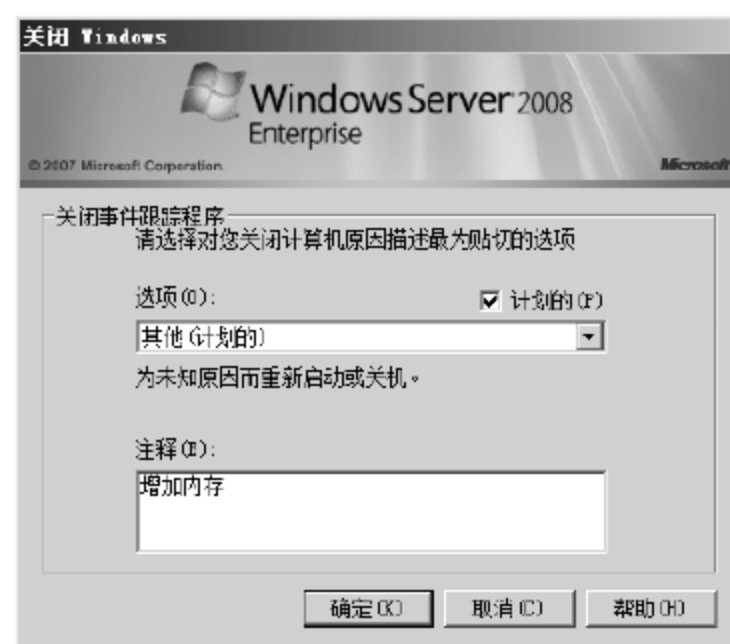 关闭 Windows
Windows Server 2008
Enterprise
© 2007 Microsoft Corporation
Microsoft
关闭事件跟踪程序
请选择对您关闭计算机原因描述最为贴切的选项
选项(O):
计划的(P)
其他(计划的)
为未知原因而重新启动或关机。
注释(E):
增加内存
确定(K)
取消(C)
帮助(H)